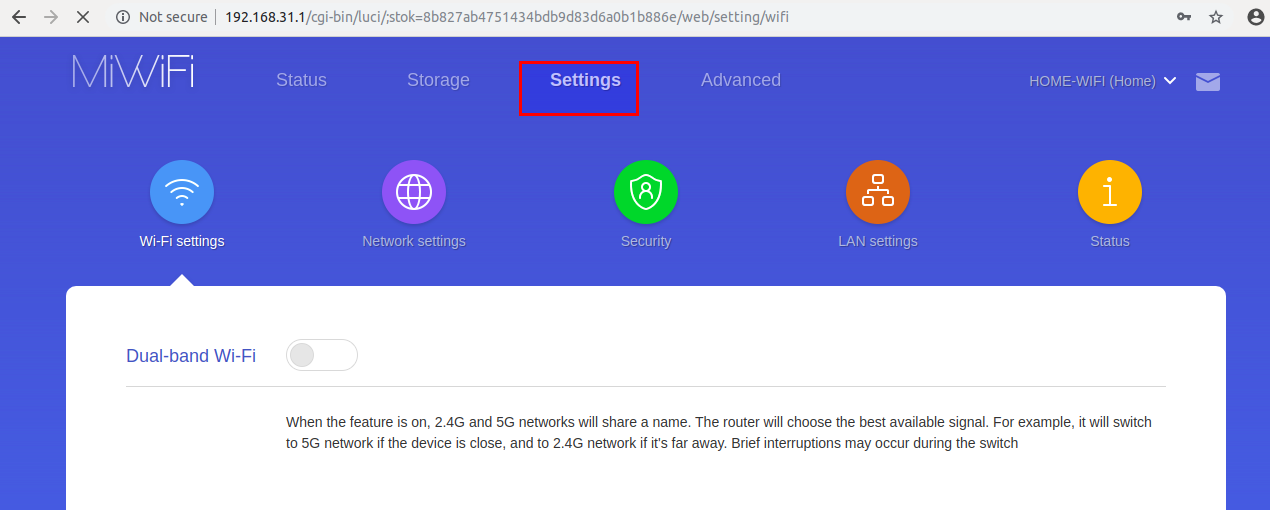 Not secure 192.168.31.1/cgi-bin/luci/;stok=8b827ab4751434bdb9d83d6a0b1b886e/web/setting/wifi
MiWiFi Status Storage Settings Advanced HOME-WIFI (Home)
Wi-Fi settings Network settings Security LAN settings Status
Dual-band Wi-Fi
When the feature is on, 2.4G and 5G networks will share a name. The router will choose the best available signal. For example, it will switch
to 5G network if the device is close, and to 2.4G network if it's far away. Brief interruptions may occur during the switch